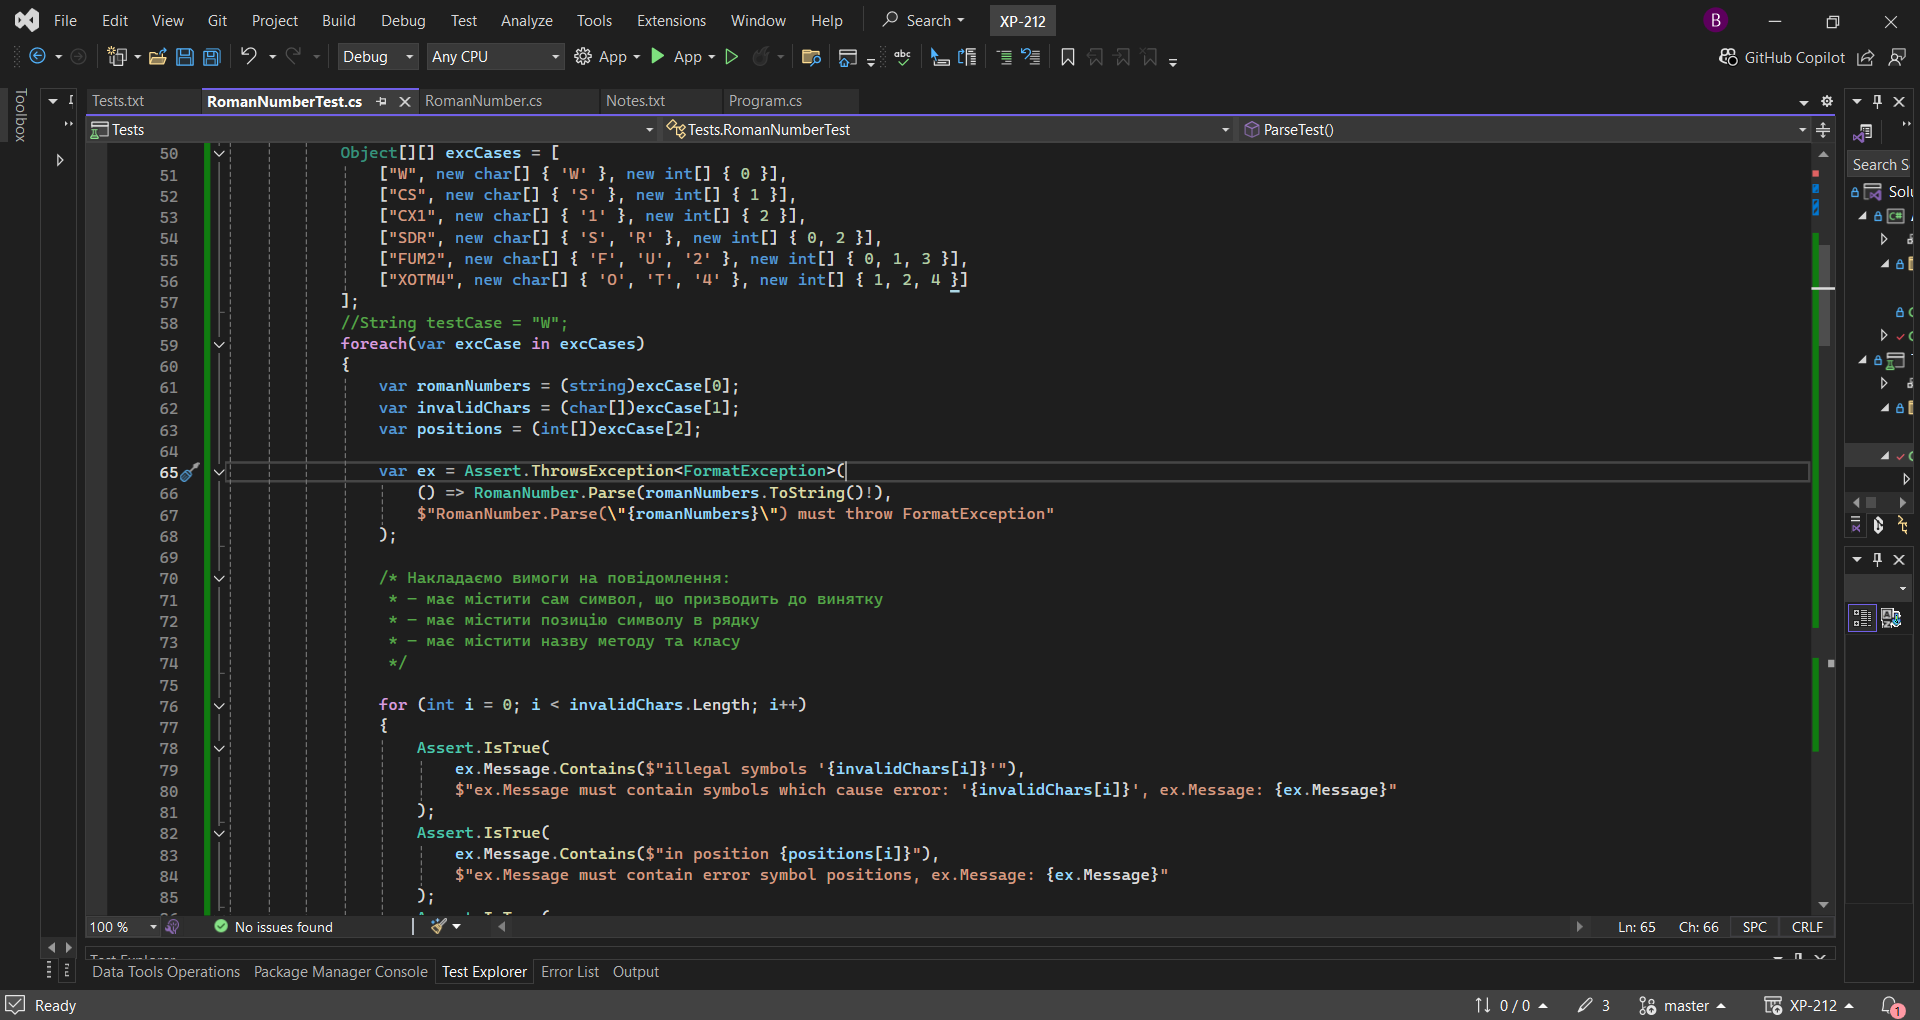 File Edit View Git Project Build Debug Test Analyze Tools Extensions Window Help Search XP-212 B
Debug Any CPU App App GitHub Copilot
Toolbox
Tests.txt RomanNumberTest.cs RomanNumber.cs Notes.txt Program.cs
Tests Tests.RomanNumberTest ParseTest()
Search S
Solu
50 Object[][] excCases = [
51 ["W", new char[] { 'W' }, new int[] { 0 }],
52 ["CS", new char[] { 'S' }, new int[] { 1 }],
53 ["CX1", new char[] { '1' }, new int[] { 2 }],
54 ["SDR", new char[] { 'S', 'R' }, new int[] { 0, 2 }],
55 ["FUM2", new char[] { 'F', 'U', '2' }, new int[] { 0, 1, 3 }],
56 ["XOTM4", new char[] { 'O', 'T', '4' }, new int[] { 1, 2, 4 }]
57 ];
58 //String testCase = "W";
59 foreach(var excCase in excCases)
60 {
61 var romanNumbers = (string)excCase[0];
62 var invalidChars = (char[])excCase[1];
63 var positions = (int[])excCase[2];
64
65 var ex = Assert.ThrowsException<FormatException>(
66 () => RomanNumber.Parse(romanNumbers.ToString()!),
67 $"RomanNumber.Parse(\"{romanNumbers}\") must throw FormatException"
68 );
69
70 /* Накладаємо вимоги на повідомлення:
71 * — має містити сам символ, що призводить до винятку
72 * — має містити позицію символу в рядку
73 * — має містити назву методу та класу
74 */
75
76 for (int i = 0; i < invalidChars.Length; i++)
77 {
78 Assert.IsTrue(
79 ex.Message.Contains($"illegal symbols '{invalidChars[i]}'"),
80 $"ex.Message must contain symbols which cause error: '{invalidChars[i]}', ex.Message: {ex.Message}"
81 );
82 Assert.IsTrue(
83 ex.Message.Contains($"in position {positions[i]}"),
84 $"ex.Message must contain error symbol positions, ex.Message: {ex.Message}"
85 );
100 % No issues found Ln: 65 Ch: 66 SPC CRLF
Data Tools Operations Package Manager Console Test Explorer Error List Output
Ready 0 / 0 3 master XP-212 1